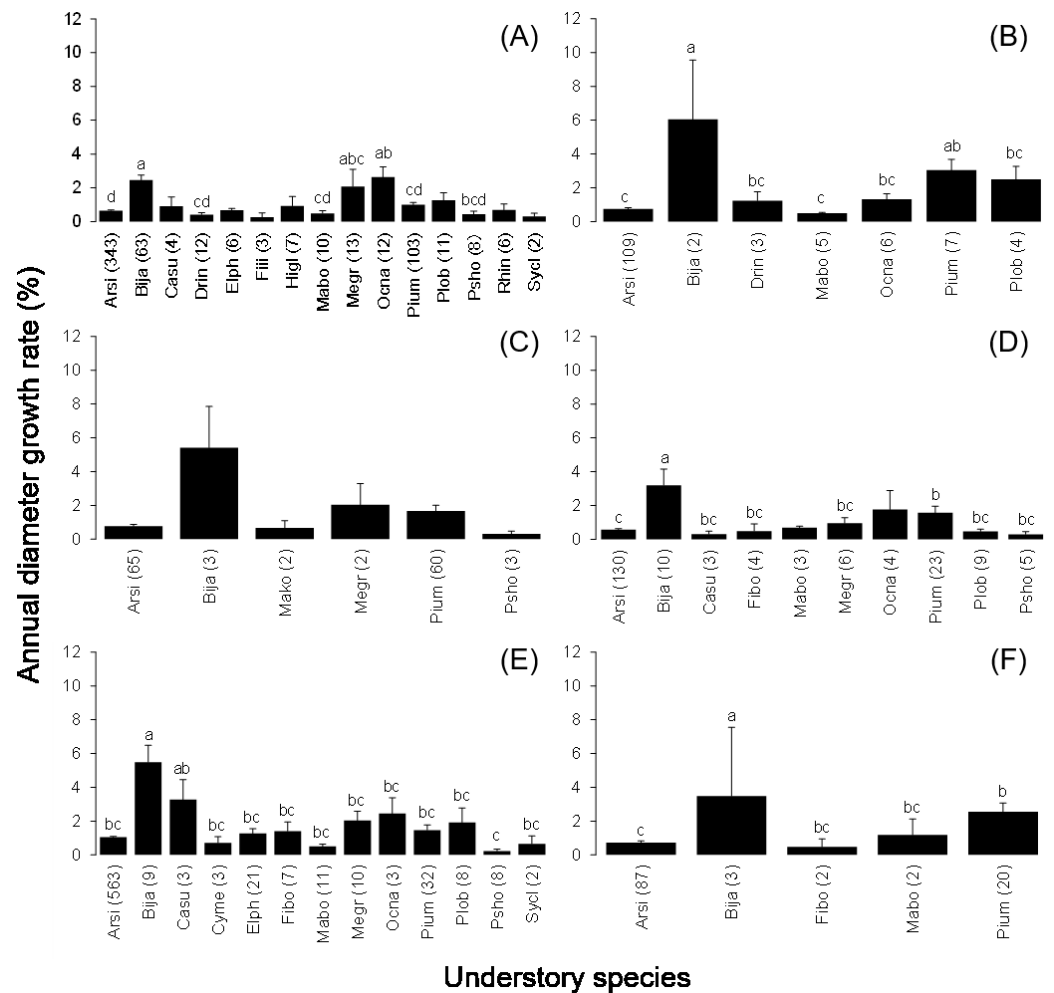 Annual diameter growth rate (%)
(A)
12
10
8
6
4
2
0
d
a
cd
cd
abc
ab
cd
bcd
Arsi (343)
Bija (63)
Casu (4)
Drin (12)
Elph (6)
Fiii (3)
Higl (7)
Mabo (10)
Megr (13)
Ocna (12)
Pium (103)
Plob (11)
Psho (8)
Rhin (6)
Sycl (2)
(B)
12
10
8
6
4
2
0
c
a
bc
c
bc
ab
bc
Arsi (109)
Bija (2)
Drin (3)
Mabo (5)
Ocna (6)
Pium (7)
Plob (4)
(C)
12
10
8
6
4
2
0
Arsi (65)
Bija (3)
Mako (2)
Megr (2)
Pium (60)
Psho (3)
(D)
12
10
8
6
4
2
0
c
a
bc
bc
bc
b
bc
bc
Arsi (130)
Bija (10)
Casu (3)
Fibo (4)
Mabo (3)
Megr (6)
Ocna (4)
Pium (23)
Plob (9)
Psho (5)
(E)
12
10
8
6
4
2
0
bc
a
ab
bc
bc
bc
bc
bc
bc
bc
bc
c
bc
Arsi (563)
Bija (9)
Casu (3)
Cyme (3)
Elph (21)
Fibo (7)
Mabo (11)
Megr (10)
Ocna (3)
Pium (32)
Plob (8)
Psho (8)
Sycl (2)
(F)
12
10
8
6
4
2
0
c
a
bc
bc
b
Arsi (87)
Bija (3)
Fibo (2)
Mabo (2)
Pium (20)
Understory species